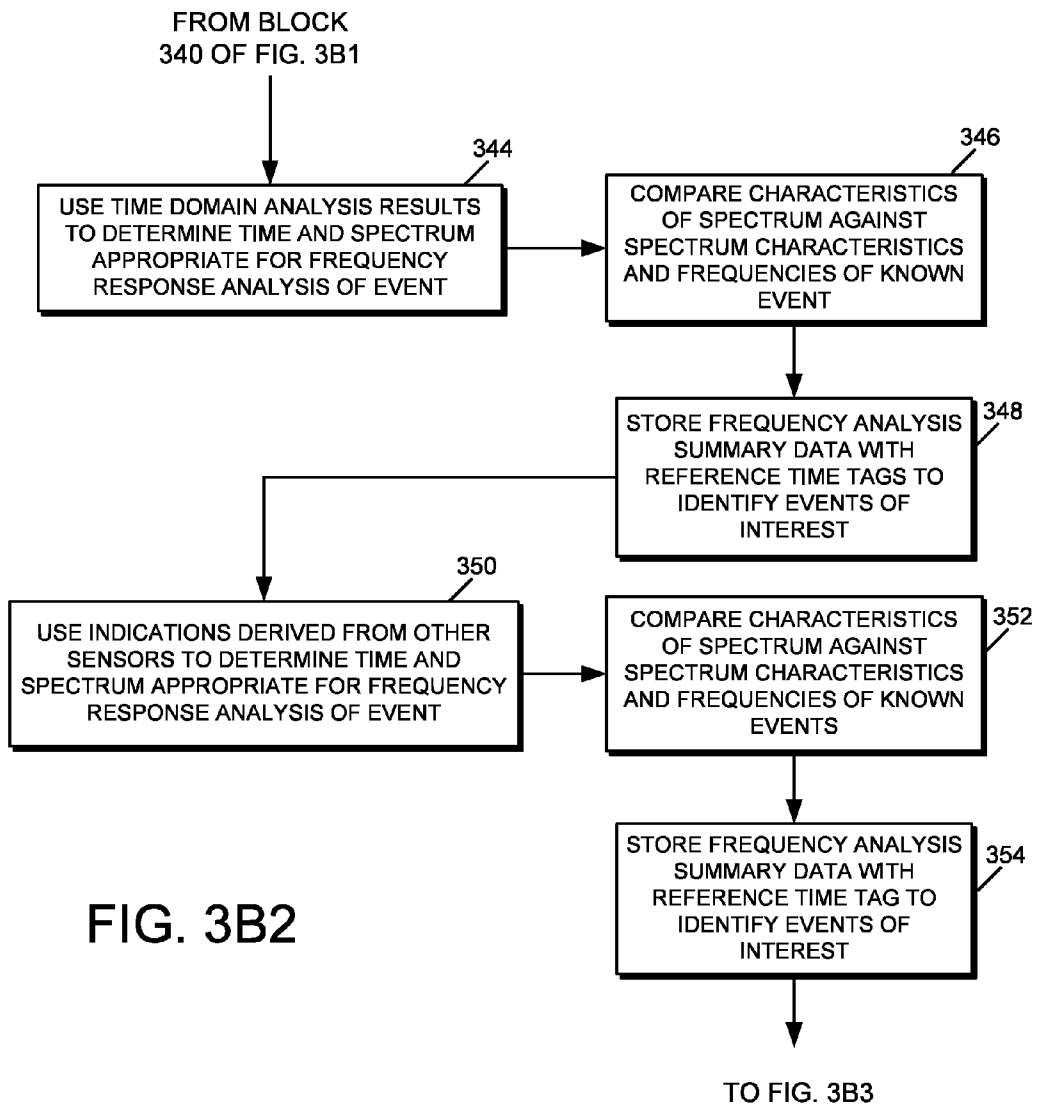 FROM BLOCK
340 OF FIG. 3B1
344
USE TIME DOMAIN ANALYSIS RESULTS
TO DETERMINE TIME AND SPECTRUM
APPROPRIATE FOR FREQUENCY
RESPONSE ANALYSIS OF EVENT
346
COMPARE CHARACTERISTICS
OF SPECTRUM AGAINST
SPECTRUM CHARACTERISTICS
AND FREQUENCIES OF KNOWN
EVENT
348
STORE FREQUENCY ANALYSIS
SUMMARY DATA WITH
REFERENCE TIME TAGS TO
IDENTIFY EVENTS OF
INTEREST
350
USE INDICATIONS DERIVED FROM OTHER
SENSORS TO DETERMINE TIME AND
SPECTRUM APPROPRIATE FOR FREQUENCY
RESPONSE ANALYSIS OF EVENT
352
COMPARE CHARACTERISTICS
OF SPECTRUM AGAINST
SPECTRUM CHARACTERISTICS
AND FREQUENCIES OF KNOWN
EVENTS
354
STORE FREQUENCY ANALYSIS
SUMMARY DATA WITH
REFERENCE TIME TAG TO
IDENTIFY EVENTS OF
INTEREST
FIG. 3B2
TO FIG. 3B3